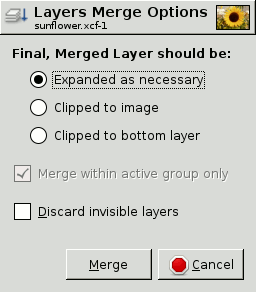 Layers Merge Options
sunflower.xcf-1
Final, Merged Layer should be:
Expanded as necessary
Clipped to image
Clipped to bottom layer
Merge within active group only
Discard invisible layers
Merge
Cancel